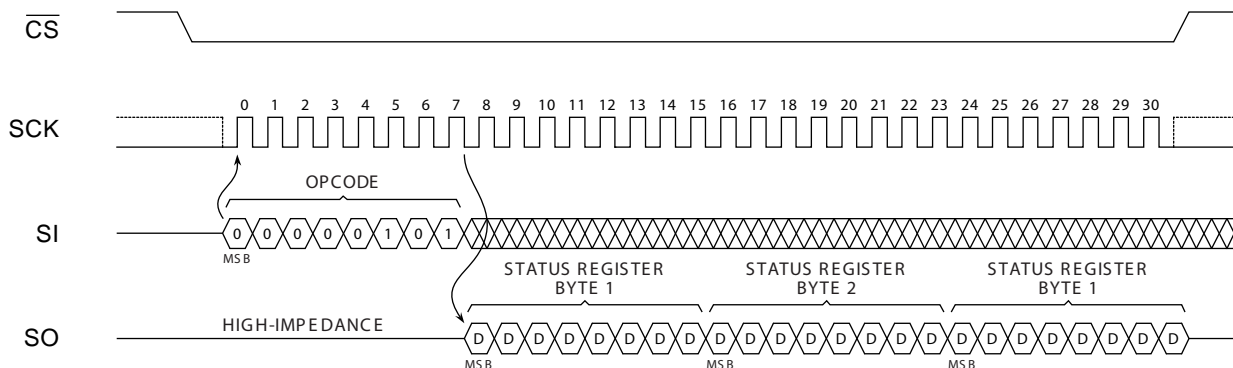 CS
0 1 2 3 4 5 6 7 8 9 10 11 12 13 14 15 16 17 18 19 20 21 22 23 24 25 26 27 28 29 30
SCK
OPCODE
SI
0 0 0 0 0 1 0 1
MSB
STATUS REGISTER
BYTE 1
STATUS REGISTER
BYTE 2
STATUS REGISTER
BYTE 1
HIGH-IMPEDANCE
SO
D D D D D D D D D D D D D D D D D D D D D D D D
MSB MSB MSB